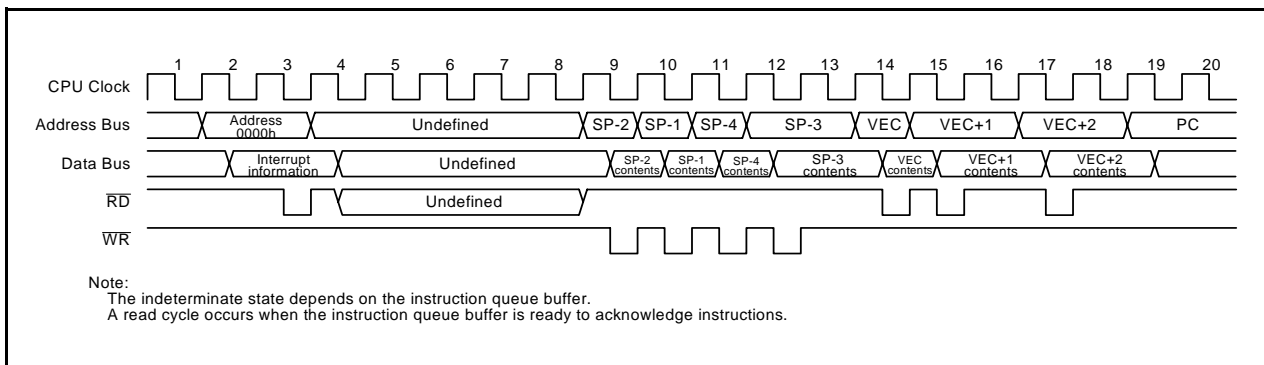 1 2 3 4 5 6 7 8 9 10 11 12 13 14 15 16 17 18 19 20
CPU Clock
Address Bus
Address
0000h
Undefined
SP-2
SP-1
SP-4
SP-3
VEC
VEC+1
VEC+2
PC
Data Bus
Interrupt
information
Undefined
SP-2
contents
SP-1
contents
SP-4
contents
SP-3
contents
VEC
contents
VEC+1
contents
VEC+2
contents
RD
Undefined
WR
Note:
The indeterminate state depends on the instruction queue buffer.
A read cycle occurs when the instruction queue buffer is ready to acknowledge instructions.